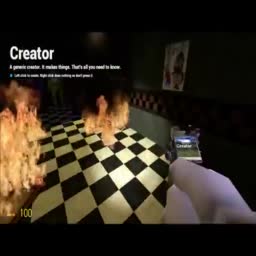 Creator
A generic creator. It makes things. That's all you need to know.
Left click to create. Right click does nothing so don't press it.
Creator
100